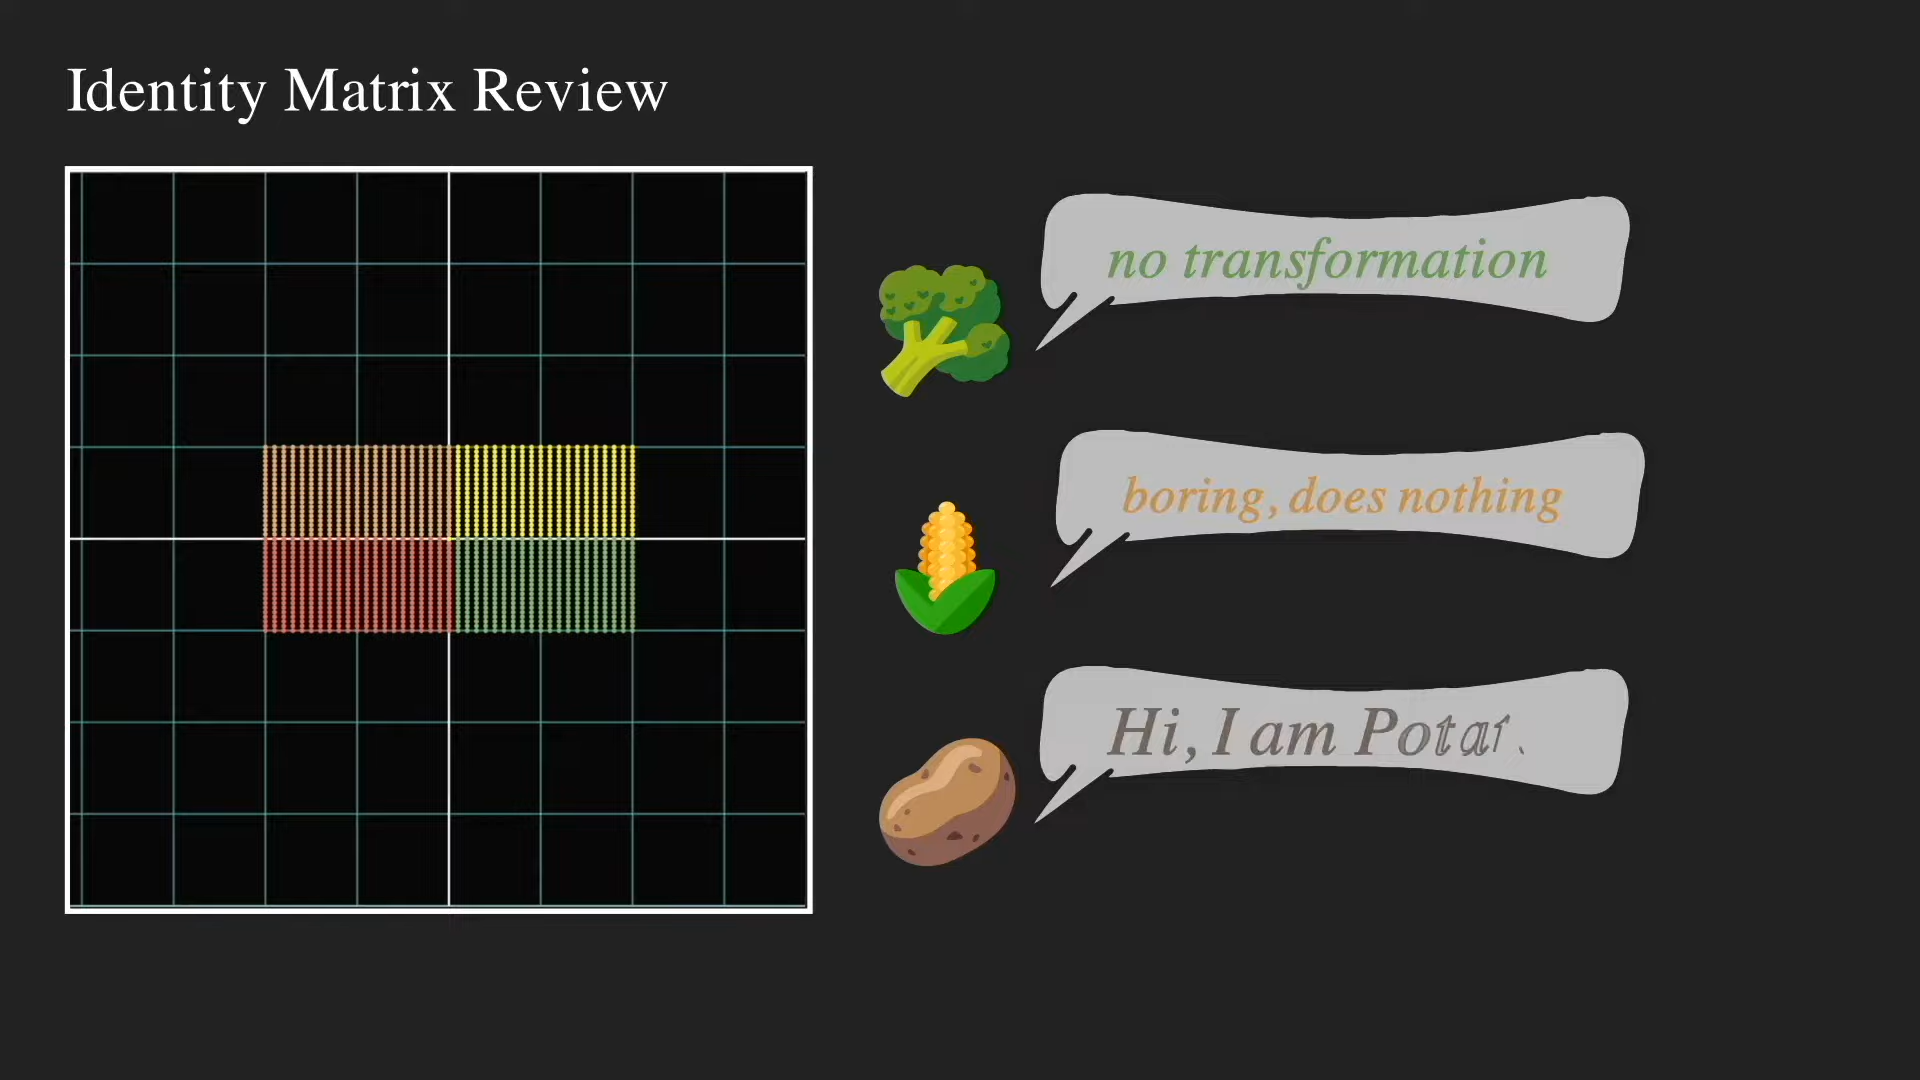 Identity Matrix Review
no transformation
boring, does nothing
Hi, I am